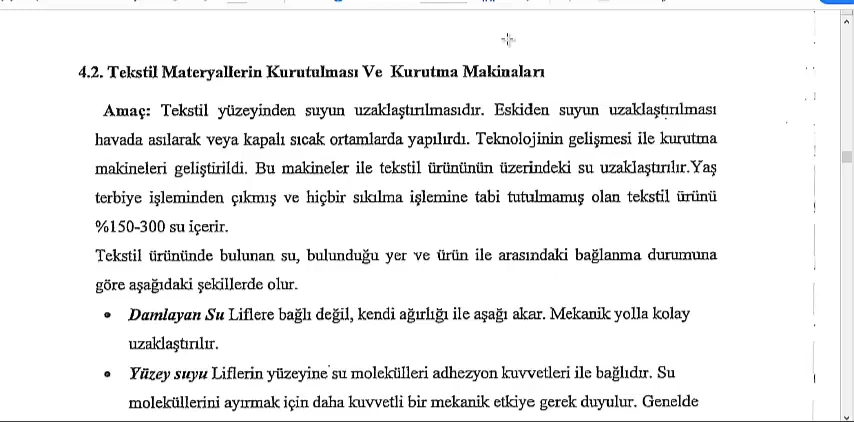 4.2. Tekstil Materyallerin Kurutulması Ve Kurutma Makinaları
Amaç: Tekstil yüzeyinden suyun uzaklaştırılmasıdır. Eskiden suyun uzaklaştırılması
havada asılarak veya kapalı sıcak ortamlarda yapılırdı. Teknolojinin gelişmesi ile kurutma
makineleri geliştirildi. Bu makineler ile tekstil ürününün üzerindeki su uzaklaştırılır.Yaş
terbiye işleminden çıkmış ve hiçbir sıkılma işlemine tabi tutulmamış olan tekstil ürünü
%150-300 su içerir.
Tekstil ürününde bulunan su, bulunduğu yer ve ürün ile arasındaki bağlanma durumuna
göre aşağıdaki şekillerde olur.
• Damlayan Su Liflere bağlı değil, kendi ağırlığı ile aşağı akar. Mekanik yolla kolay
uzaklaştırılır.
• Yüzey suyu Liflerin yüzeyine su molekülleri adhezyon kuvvetleri ile bağlıdır. Su
moleküllerini ayırmak için daha kuvvetli bir mekanik etkiye gerek duyulur. Genelde